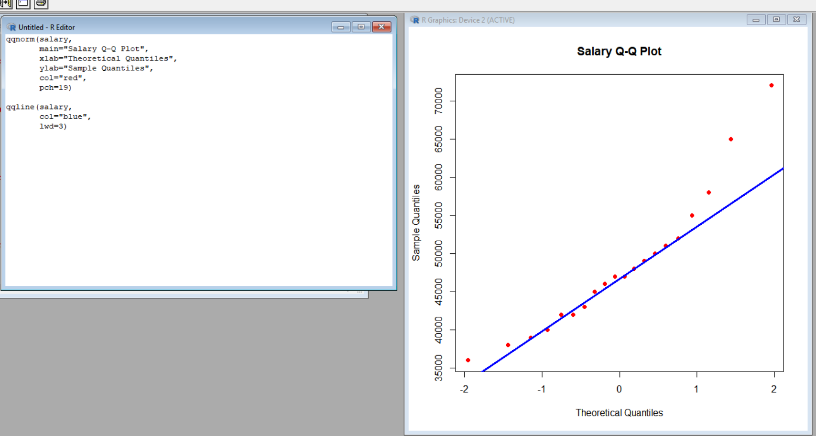 Untitled - R Editor
qqnorm(salary,
main="Salary Q-Q Plot",
xlab="Theoretical Quantiles",
ylab="Sample Quantiles",
col="red",
pch=19)
qqline(salary,
col="blue",
lwd=3)
R Graphics: Device 2 (ACTIVE)
Salary Q-Q Plot
Sample Quantiles
70000
65000
60000
55000
50000
45000
40000
35000
-2 -1 0 1 2
Theoretical Quantiles